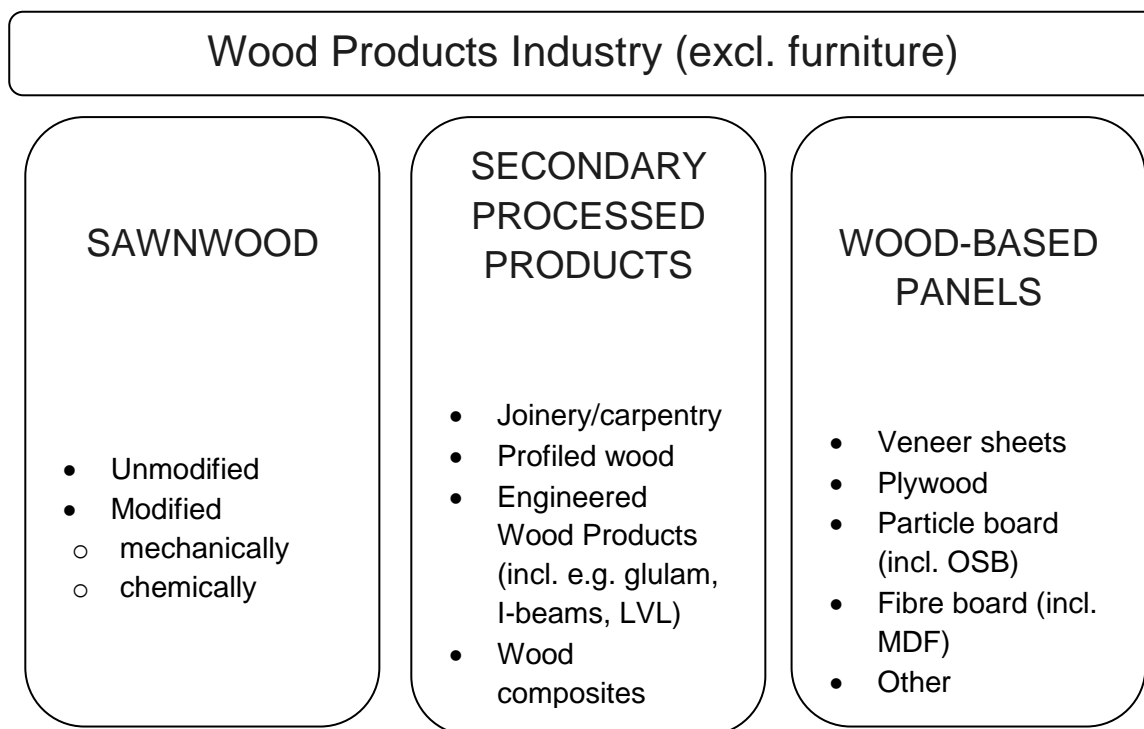 Wood Products Industry (excl. furniture)
SAWNWOOD
• Unmodified
• Modified
o mechanically
o chemically
SECONDARY
PROCESSED
PRODUCTS
• Joinery/carpentry
• Profiled wood
• Engineered
Wood Products
(incl. e.g. glulam,
I-beams, LVL)
• Wood
composites
WOOD-BASED
PANELS
• Veneer sheets
• Plywood
• Particle board
(incl. OSB)
• Fibre board (incl.
MDF)
• Other